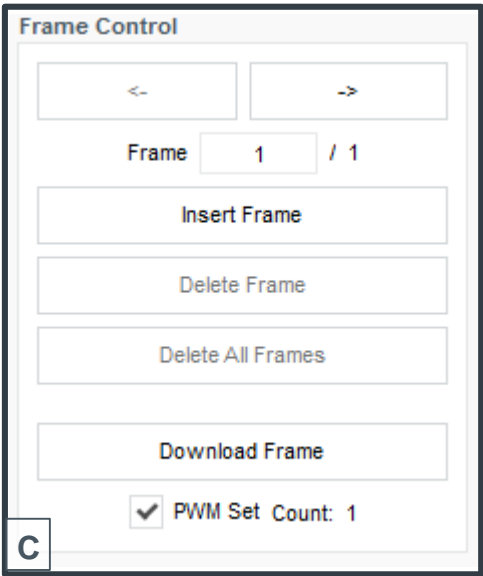 Frame Control
<- ->
Frame 1 / 1
Insert Frame
Delete Frame
Delete All Frames
Download Frame
PWM Set Count: 1
C